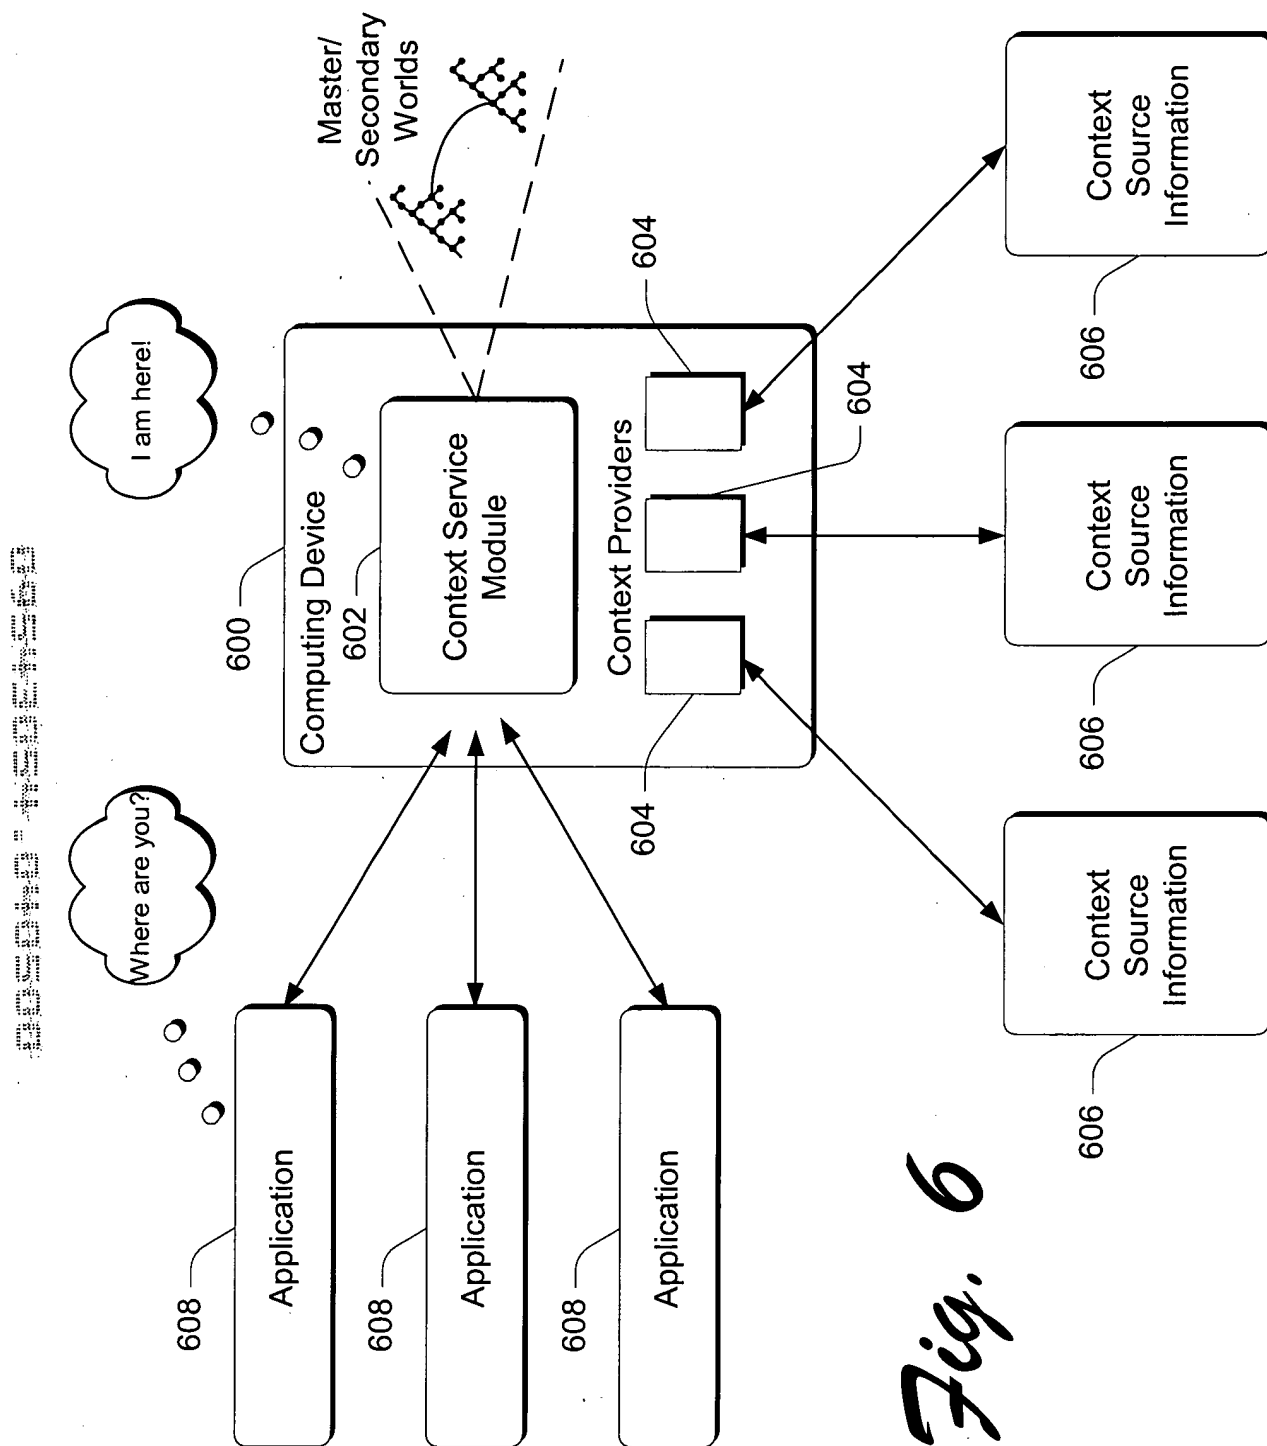 Where are you?
I am here!
608
Application
608
Application
608
Application
600
Computing Device
602
Context Service
Module
Master/
Secondary
Worlds
Context Providers
604
604
604
606
Context
Source
Information
606
Context
Source
Information
606
Context
Source
Information
Fig. 6